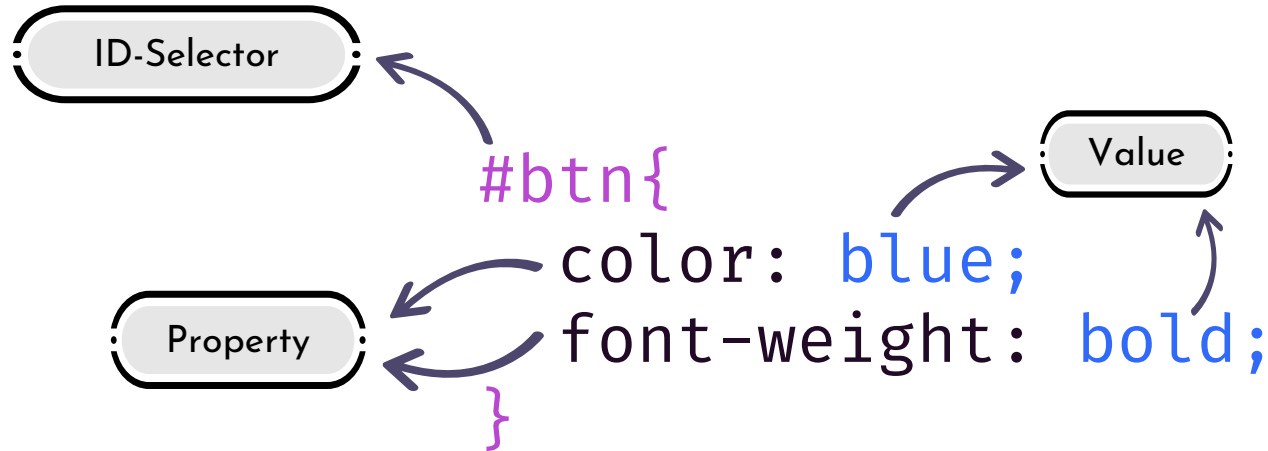 ID-Selector
Value
#btn{
color: blue;
Property
font-weight: bold;
}